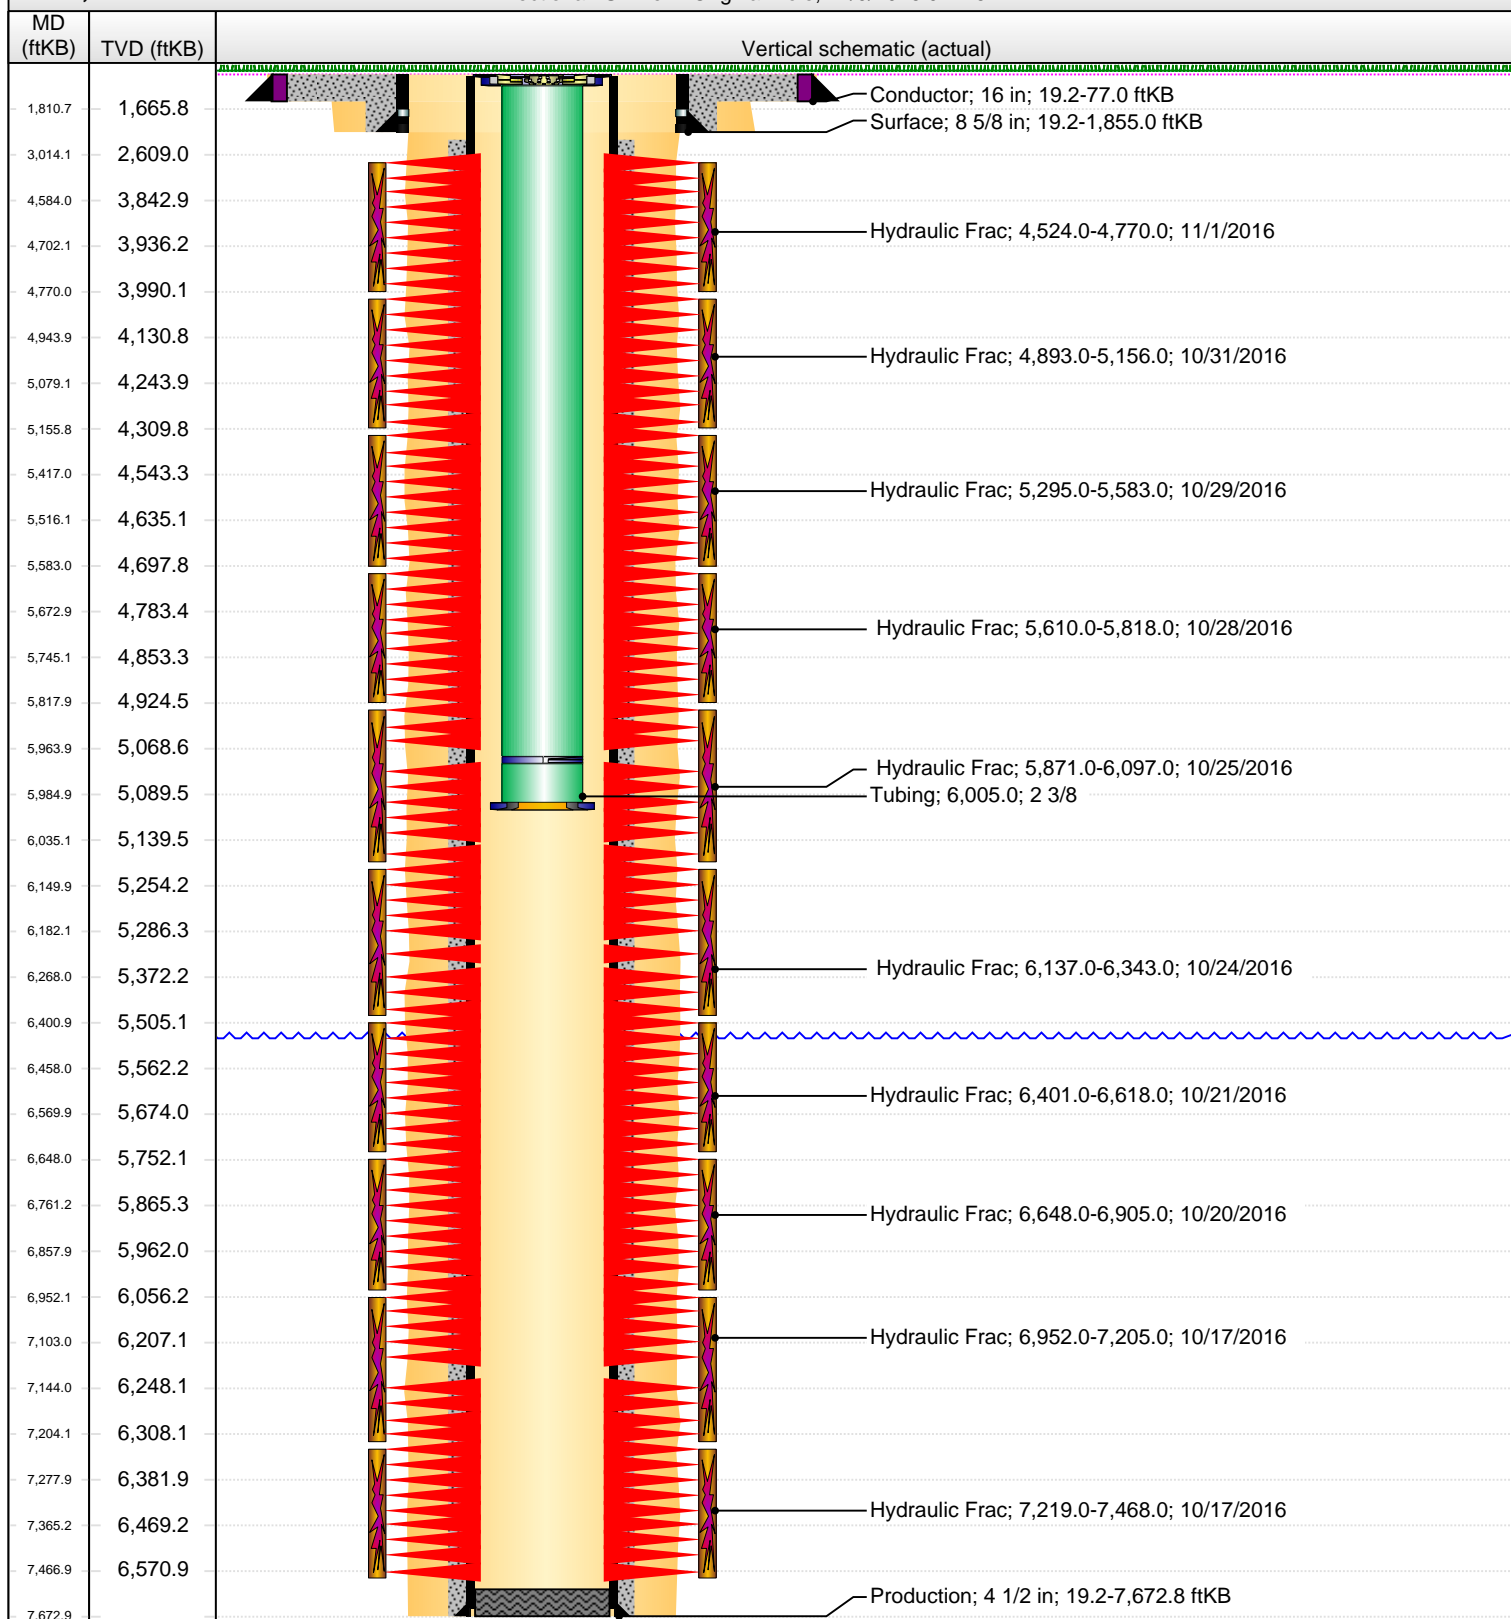 MD (ftKB)
TVD (ftKB)
Vertical schematic (actual)
1,810.7 1,665.8
3,014.1 2,609.0
4,584.0 3,842.9
4,702.1 3,936.2
4,770.0 3,990.1
4,943.9 4,130.8
5,079.1 4,243.9
5,155.8 4,309.8
5,417.0 4,543.3
5,516.1 4,635.1
5,583.0 4,697.8
5,672.9 4,783.4
5,745.1 4,853.3
5,817.9 4,924.5
5,963.9 5,068.6
5,984.9 5,089.5
6,035.1 5,139.5
6,149.9 5,254.2
6,182.1 5,286.3
6,268.0 5,372.2
6,400.9 5,505.1
6,458.0 5,562.2
6,569.9 5,674.0
6,648.0 5,752.1
6,761.2 5,865.3
6,857.9 5,962.0
6,952.1 6,056.2
7,103.0 6,207.1
7,144.0 6,248.1
7,204.1 6,308.1
7,277.9 6,381.9
7,365.2 6,469.2
7,466.9 6,570.9
7,672.9
Conductor; 16 in; 19.2-77.0 ftKB
Surface; 8 5/8 in; 19.2-1,855.0 ftKB
Hydraulic Frac; 4,524.0-4,770.0; 11/1/2016
Hydraulic Frac; 4,893.0-5,156.0; 10/31/2016
Hydraulic Frac; 5,295.0-5,583.0; 10/29/2016
Hydraulic Frac; 5,610.0-5,818.0; 10/28/2016
Hydraulic Frac; 5,871.0-6,097.0; 10/25/2016
Tubing; 6,005.0; 2 3/8
Hydraulic Frac; 6,137.0-6,343.0; 10/24/2016
Hydraulic Frac; 6,401.0-6,618.0; 10/21/2016
Hydraulic Frac; 6,648.0-6,905.0; 10/20/2016
Hydraulic Frac; 6,952.0-7,205.0; 10/17/2016
Hydraulic Frac; 7,219.0-7,468.0; 10/17/2016
Production; 4 1/2 in; 19.2-7,672.8 ftKB